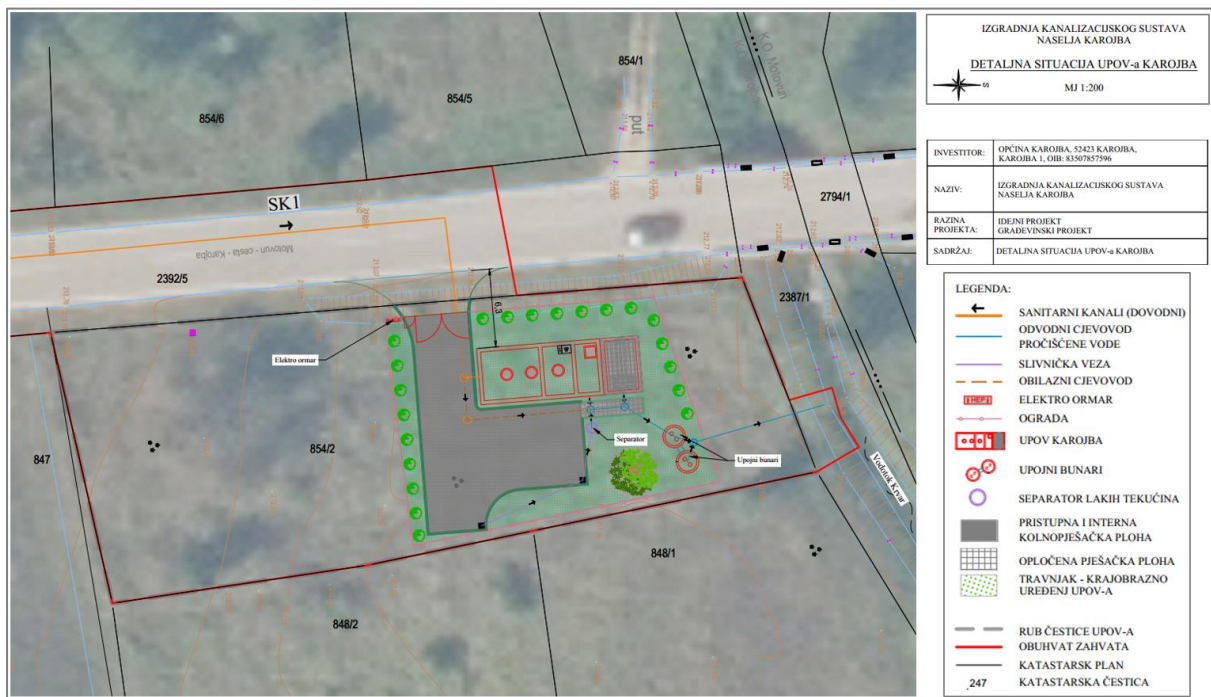 854/6
854/5
854/1
K.O. Motovun
put
SK1
2794/1
Motovun - cesta - Karojba
2392/5
2387/1
6,3
Elektro ormar
847
854/2
Separator
Upojni bunari
Vodotok Krvar
848/1
848/2
IZGRADNJA KANALIZACIJSKOG SUSTAVA
NASELJA KAROJBA
DETALJNA SITUACIJA UPOV-a KAROJBA
MJ 1:200
INVESTITOR: OPĆINA KAROJBA, 52423 KAROJBA,
KAROJBA 1, OIB: 83507857596
NAZIV: IZGRADNJA KANALIZACIJSKOG SUSTAVA
NASELJA KAROJBA
RAZINA PROJEKTA: IDEJNI PROJEKT
GRAĐEVINSKI PROJEKT
SADRŽAJ: DETALJNA SITUACIJA UPOV-a KAROJBA
LEGENDA:
SANITARNI KANALI (DOVODNI)
ODVODNI CJEVOVOD
PROČIŠĆENE VODE
SLIVNIČKA VEZA
OBILAZNI CJEVOVOD
HEP ELEKTRO ORMAR
OGRADA
UPOV KAROJBA
UPOJNI BUNARI
SEPARATOR LAKIH TEKUĆINA
PRISTUPNA I INTERNA
KOLNOPJEŠAČKA PLOHA
OPLOČENA PJEŠAČKA PLOHA
TRAVNJAK - KRAJOBRAZNO
UREĐENJ UPOV-A
RUB ČESTICE UPOV-A
OBUHVAT ZAHVATA
KATASTARSK PLAN
247 KATASTARSKA ČESTICA